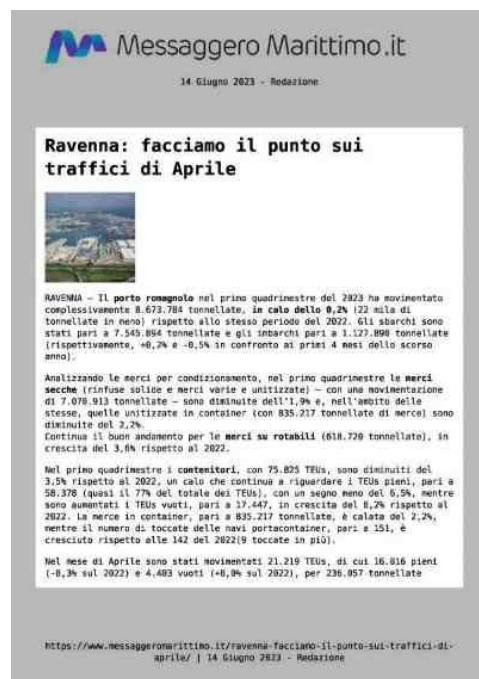 Messaggero Marittimo.it
14 Giugno 2023 - Redazione
Ravenna: facciamo il punto sui
traffici di Aprile
RAVENNA – Il porto romagnolo nel primo quadrimestre del 2023 ha movimentato
complessivamente 8.673.784 tonnellate, in calo dello 0,2% (22 mila di
tonnellate in meno) rispetto allo stesso periodo del 2022. Gli sbarchi sono
stati pari a 7.545.894 tonnellate e gli imbarchi pari a 1.127.890 tonnellate
(rispettivamente, +0,2% e -0,5% in confronto ai primi 4 mesi dello scorso
anno).
Analizzando le merci per condizionamento, nel primo quadrimestre le merci
secche (rinfuse solide e merci varie e unitizzate) – con una movimentazione
di 7.070.913 tonnellate – sono diminuite dell'1,9% e, nell'ambito delle
stesse, quelle unitizzate in container (con 835.217 tonnellate di merce) sono
diminuite del 2,2%.
Continua il buon andamento per le merci su rotabili (618.720 tonnellate), in
crescita del 3,6% rispetto al 2022.
Nel primo quadrimestre i contenitori, con 75.825 TEUs, sono diminuiti del
3,5% rispetto al 2022, un calo che continua a riguardare i TEUs pieni, pari a
58.378 (quasi il 77% del totale dei TEUs), con un segno meno del 6,5%, mentre
sono aumentati i TEUs vuoti, pari a 17.447, in crescita del 8,2% rispetto al
2022. La merce in container, pari a 835.217 tonnellate, è calata del 2,2%,
mentre il numero di toccate delle navi portacontainer, pari a 151, è
cresciuto rispetto alle 142 del 2022(9 toccate in più).
Nel mese di Aprile sono stati movimentati 21.219 TEUs, di cui 16.816 pieni
(-8,3% sul 2022) e 4.403 vuoti sul 2022), per 236.057 tonnellate
https://www.messaggeromarittimo.it/ravenna-facciamo-il-punto-sui-traffici-di-
aprile/ | 14 Giugno 2023 - Redazione